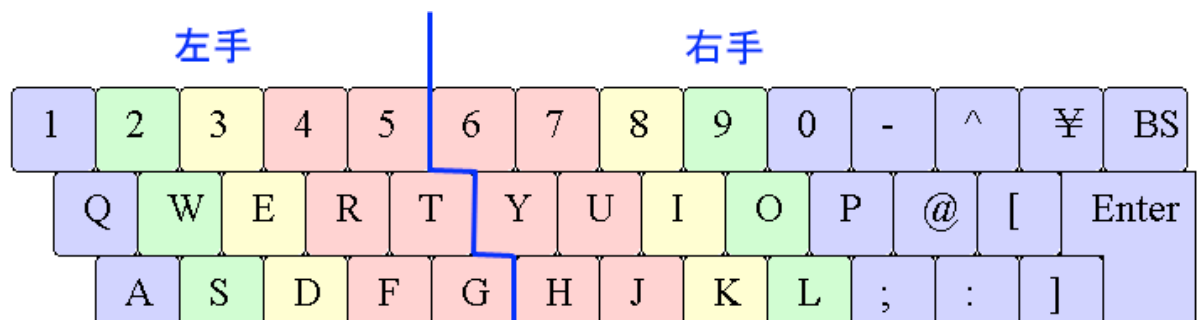 左手 右手
1 2 3 4 5 6 7 8 9 0 - ^ ¥ BS
Q W E R T Y U I O P @ [ Enter
A S D F G H J K L ; : ]